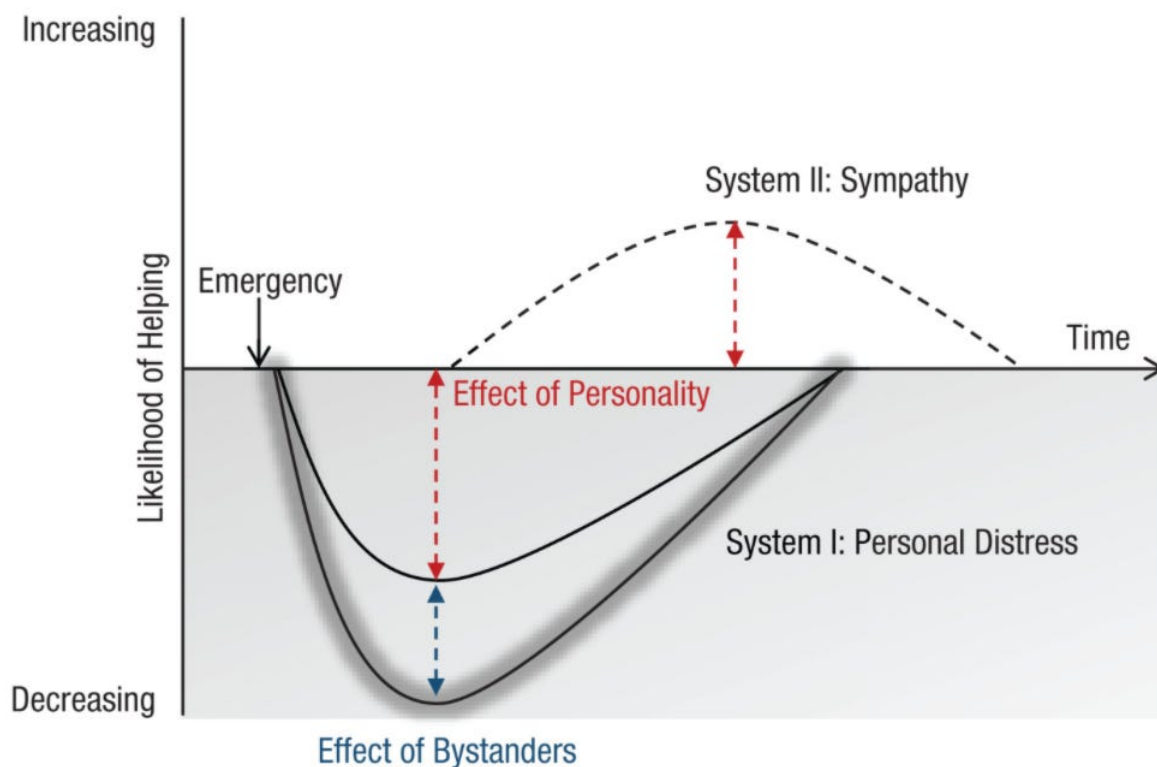 Increasing
System II: Sympathy
Emergency
Likelihood of Helping
Time
Effect of Personality
System I: Personal Distress
Decreasing
Effect of Bystanders